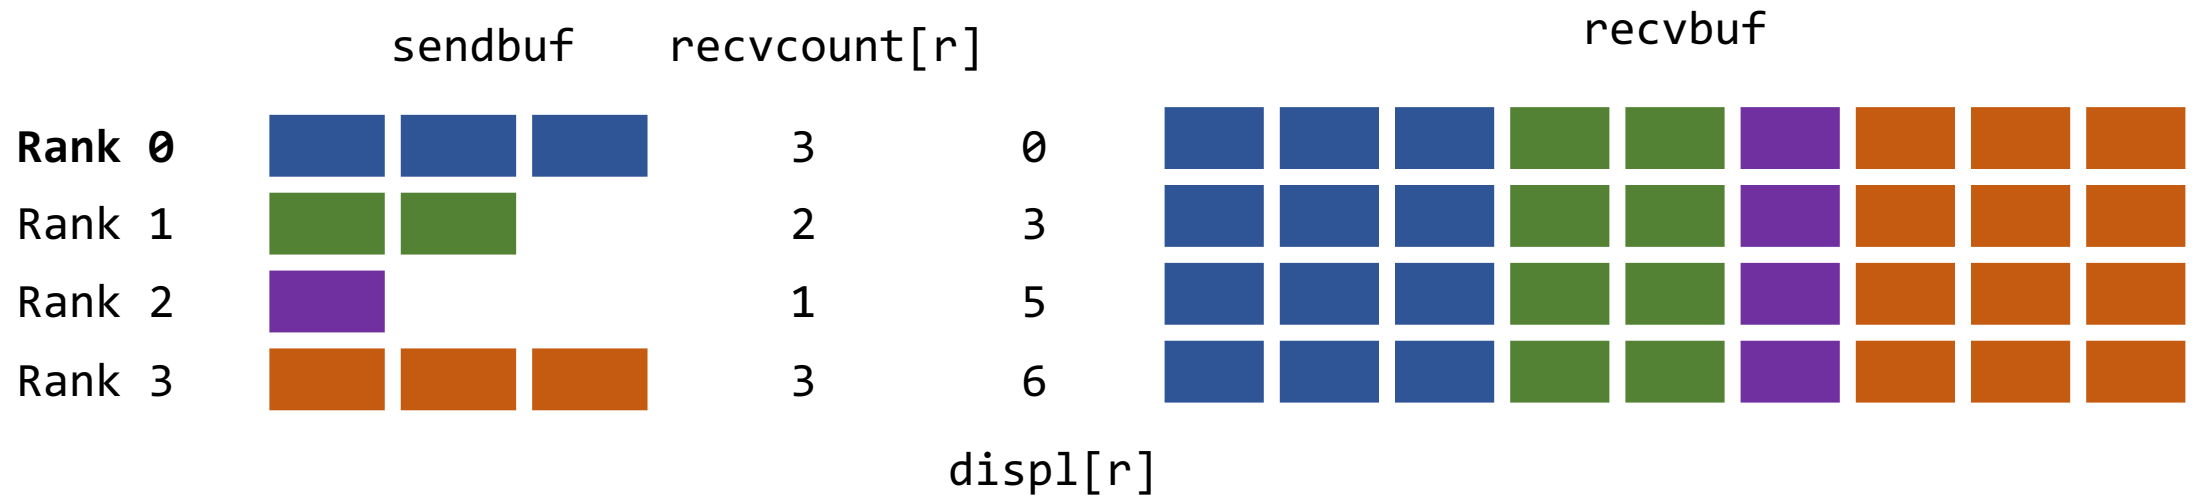 sendbuf recvcount[r] recvbuf
Rank 0 3 0
Rank 1 2 3
Rank 2 1 5
Rank 3 3 6
displ[r]